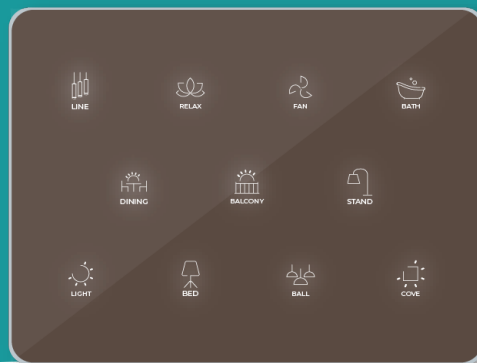 LINE
RELAX
FAN
BATH
DINING
BALCONY
STAND
LIGHT
BED
BALL
COVE